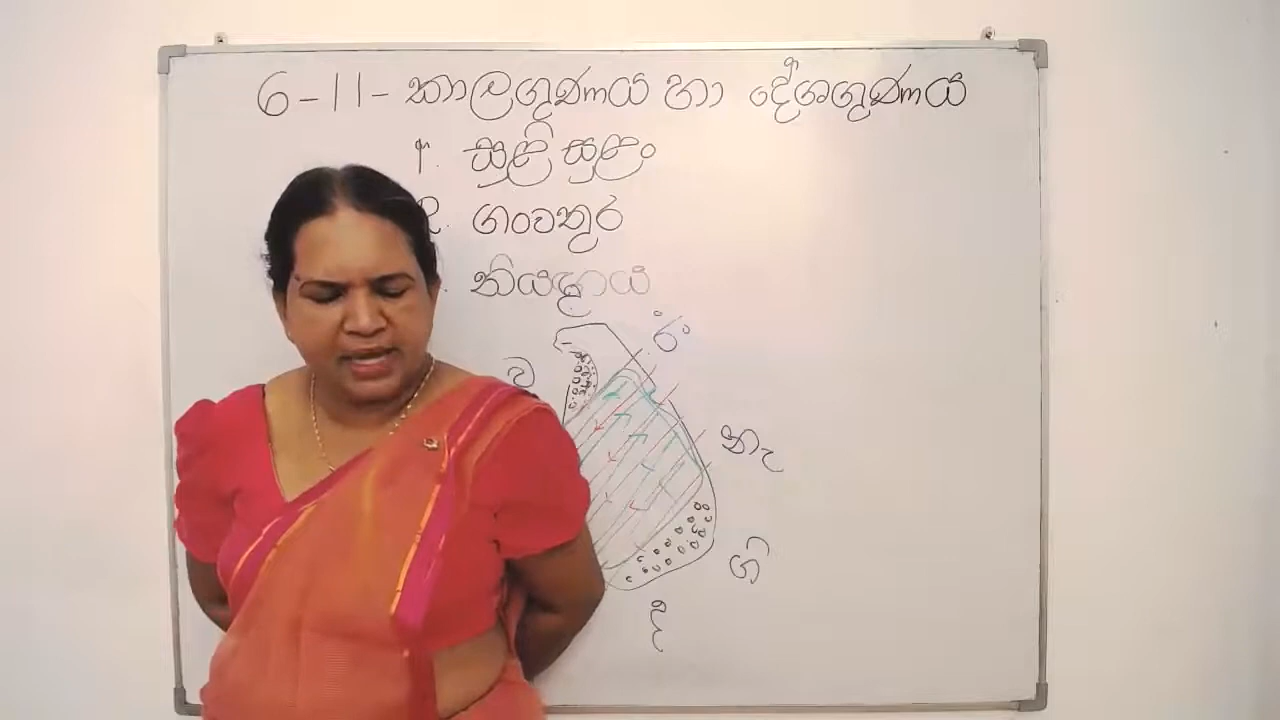 6-11- කාලගුණය හා දේශගුණය
1. සුළි සුළං
2. ගංවතුර
. නියඟය
ව
නැ
ගි
ද